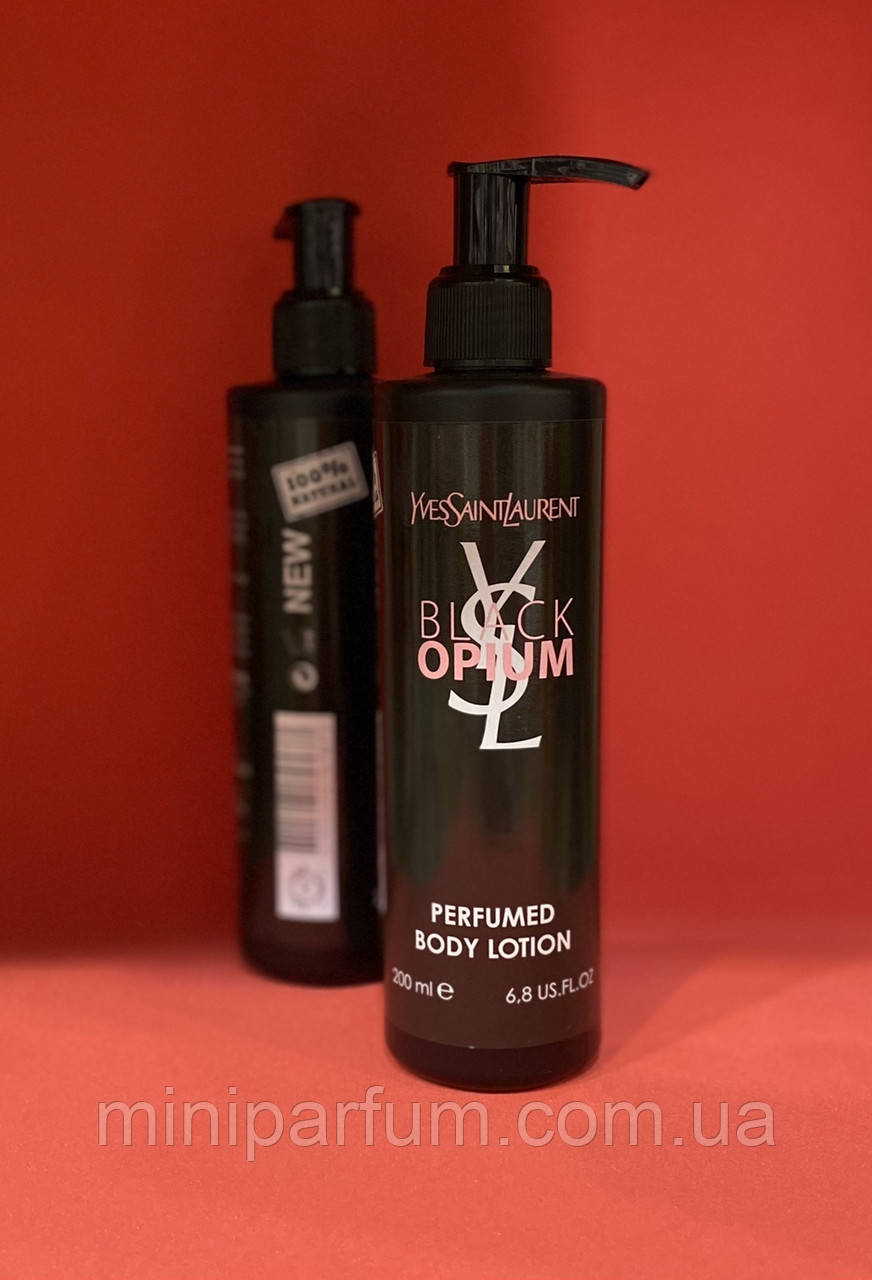 100%
NATURAL
NEW
YVESSAINTLAURENT
YSL
BLACK
OPIUM
PERFUMED
BODY LOTION
200 ml e
6,8 US.FL.OZ
miniparfum.com.ua